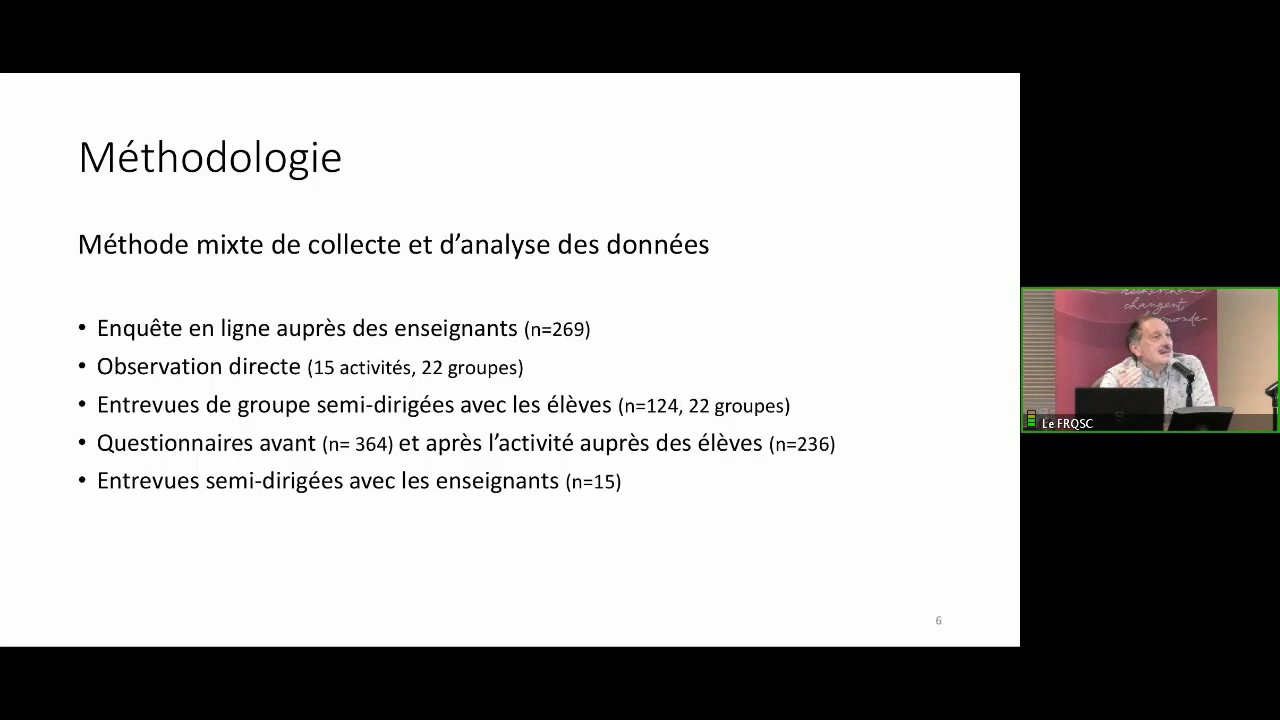 Méthodologie
Méthode mixte de collecte et d’analyse des données
• Enquête en ligne auprès des enseignants (n=269)
• Observation directe (15 activités, 22 groupes)
• Entrevues de groupe semi-dirigées avec les élèves (n=124, 22 groupes)
• Questionnaires avant (n= 364) et après l’activité auprès des élèves (n=236)
• Entrevues semi-dirigées avec les enseignants (n=15)
6
changent
monde
Le FRQSC